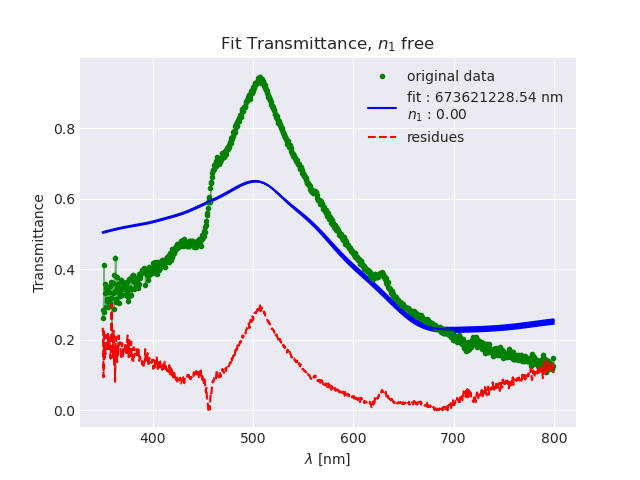 Fit Transmittance, n₁ free
original data
fit : 673621228.54 nm
n₁ : 0.00
residues
Transmittance
0.8
0.6
0.4
0.2
0.0
400 500 600 700 800
λ [nm]